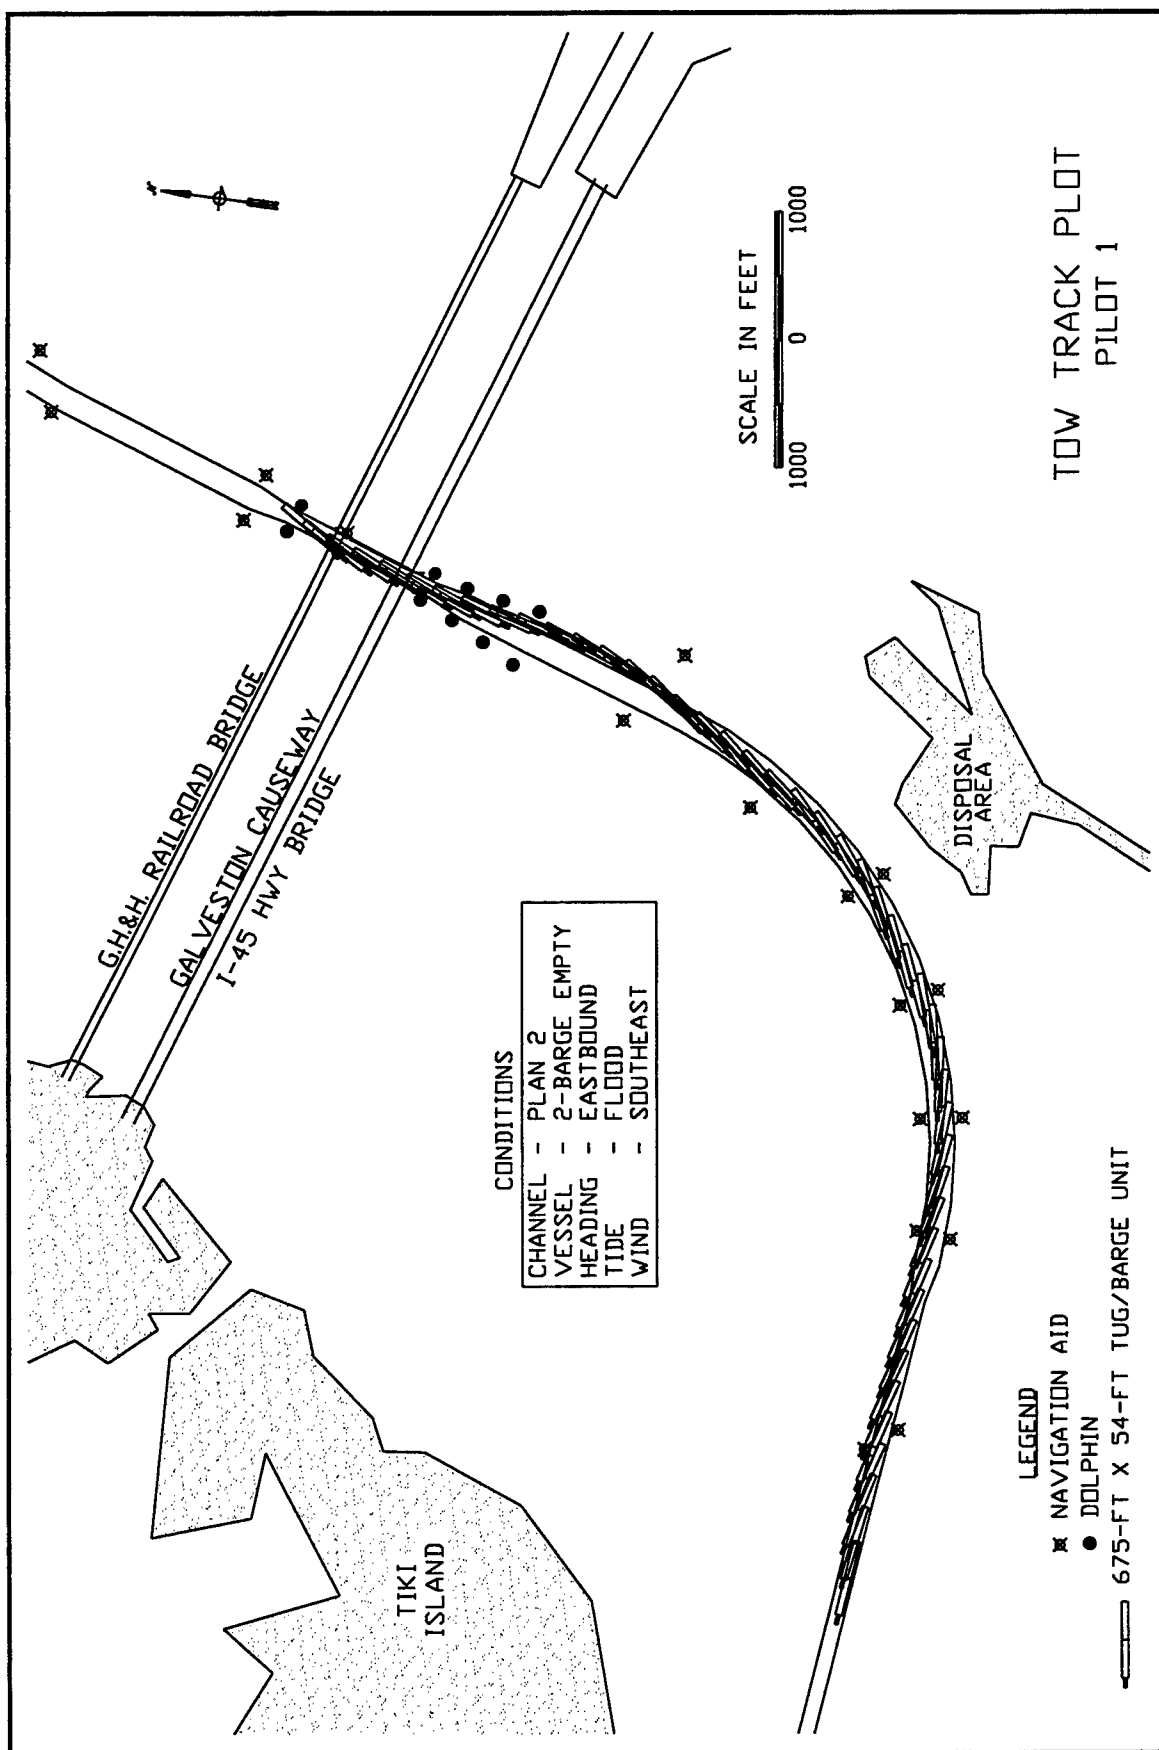 G.H.&H. RAILROAD BRIDGE
GALVESTON CAUSEWAY
I-45 HWY BRIDGE
TIKI
ISLAND
CONDITIONS
CHANNEL - PLAN 2
VESSEL - 2-BARGE EMPTY
HEADING - EASTBOUND
TIDE - FLOOD
WIND - SOUTHEAST
DISPOSAL
AREA
SCALE IN FEET
1000 0 1000
LEGEND
NAVIGATION AID
DOLPHIN
675-FT X 54-FT TUG/BARGE UNIT
TOW TRACK PLOT
PILOT 1
N